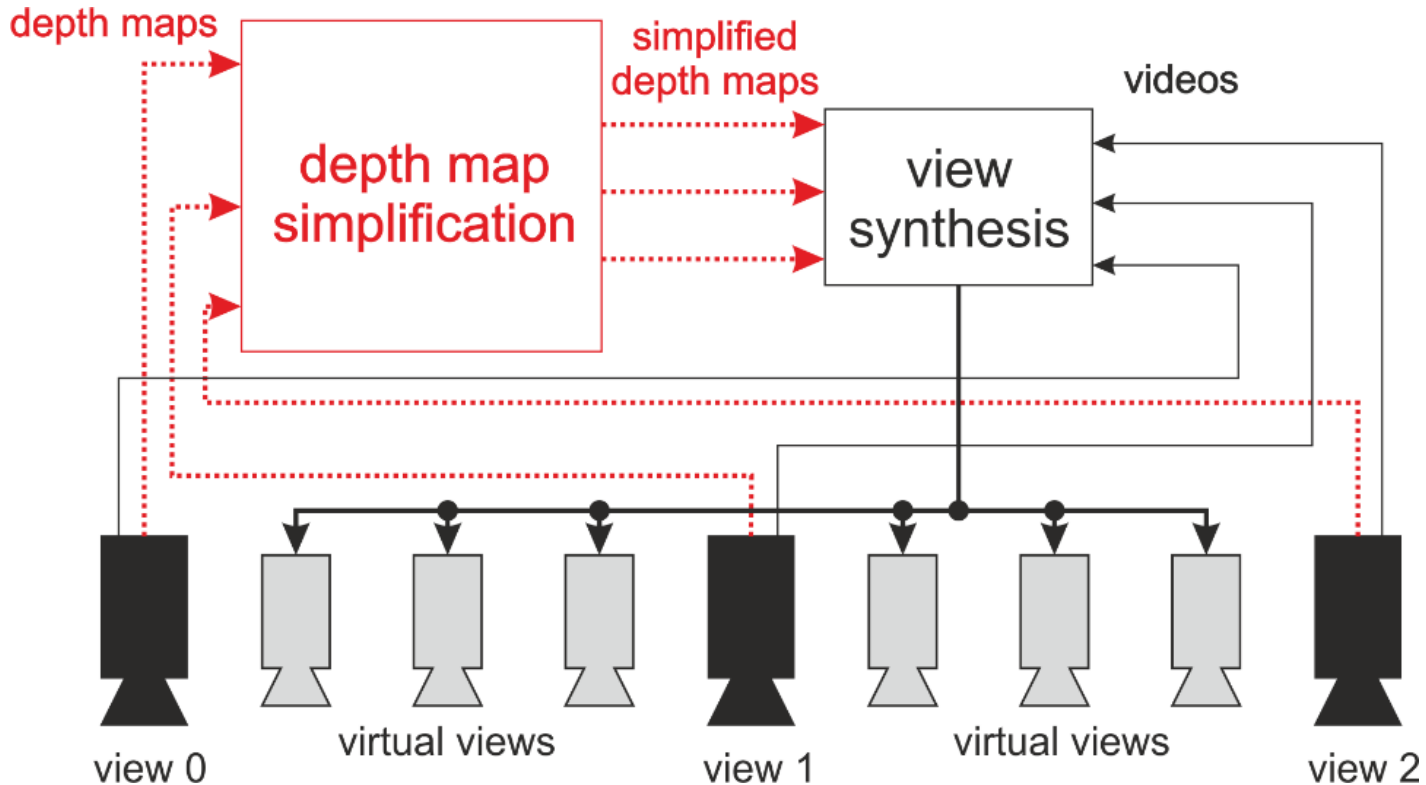 depth maps
simplified
depth maps
videos
depth map
simplification
view
synthesis
view 0
virtual views
view 1
virtual views
view 2